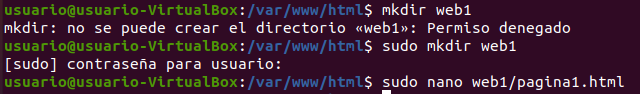 usuario@usuario-VirtualBox:/var/www/html$ mkdir web1
mkdir: no se puede crear el directorio «web1»: Permiso denegado
usuario@usuario-VirtualBox:/var/www/html$ sudo mkdir web1
[sudo] contraseña para usuario:
usuario@usuario-VirtualBox:/var/www/html$ sudo nano web1/pagina1.html